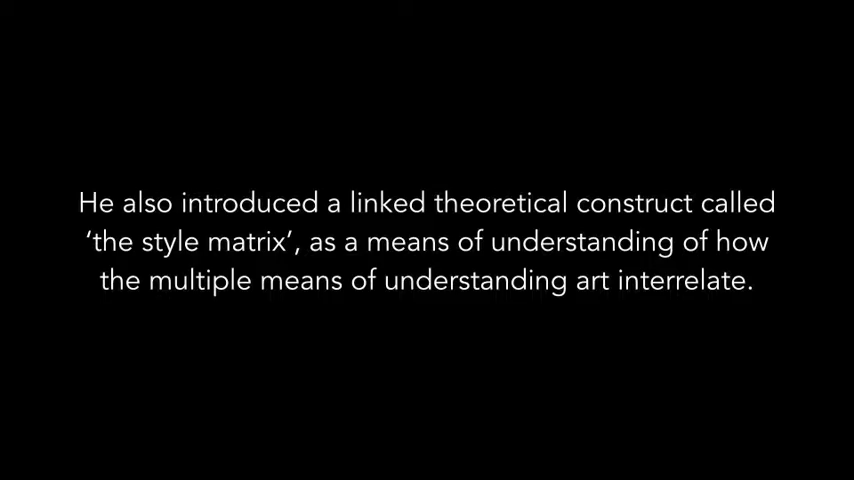 He also introduced a linked theoretical construct called
‘the style matrix’, as a means of understanding of how
the multiple means of understanding art interrelate.